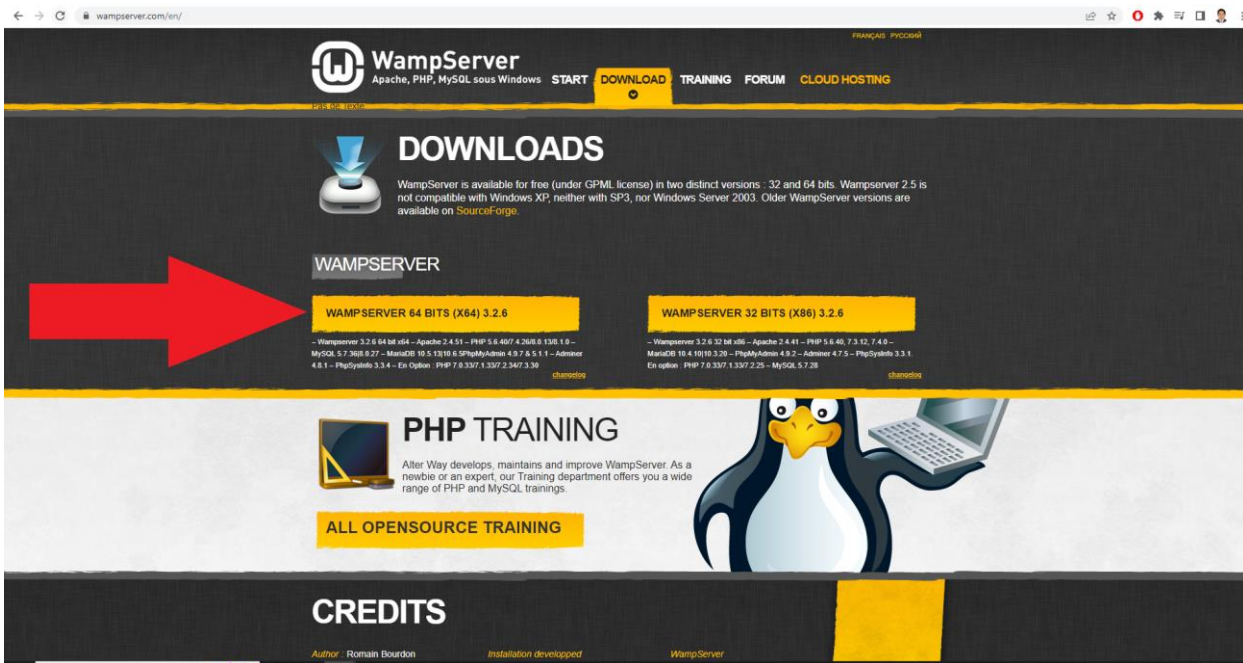 wampserver.com/en/
FRANÇAIS РУССКИЙ
WampServer
Apache, PHP, MySQL sous Windows
START DOWNLOAD TRAINING FORUM CLOUD HOSTING
Pas de Texte
DOWNLOADS
WampServer is available for free (under GPML license) in two distinct versions : 32 and 64 bits. Wampserver 2.5 is
not compatible with Windows XP, neither with SP3, nor Windows Server 2003. Older WampServer versions are
available on SourceForge.
WAMPSERVER
WAMPSERVER 64 BITS (X64) 3.2.6
– Wampserver 3.2.6 64 bit x64 – Apache 2.4.51 – PHP 5.6.40/7.4.26/8.0.13/8.1.0 –
MySQL 5.7.36|8.0.27 – MariaDB 10.5.13|10.6.5PhpMyAdmin 4.9.7 & 5.1.1 – Adminer
4.8.1 – PhpSysInfo 3.3.4 – En Option : PHP 7.0.33/7.1.33/7.2.34/7.3.30
changelog
WAMPSERVER 32 BITS (X86) 3.2.6
– Wampserver 3.2.6 32 bit x86 – Apache 2.4.41 – PHP 5.6.40, 7.3.12, 7.4.0 –
MariaDB 10.4.10|10.3.20 – PhpMyAdmin 4.9.2 – Adminer 4.7.5 – PhpSysInfo 3.3.1.
En option : PHP 7.0.33/7.1.33/7.2.25 – MySQL 5.7.28
changelog
PHP TRAINING
Alter Way develops, maintains and improve WampServer. As a
newbie or an expert, our Training department offers you a wide
range of PHP and MySQL trainings.
ALL OPENSOURCE TRAINING
CREDITS
Author : Romain Bourdon
Installation developped
WampServer